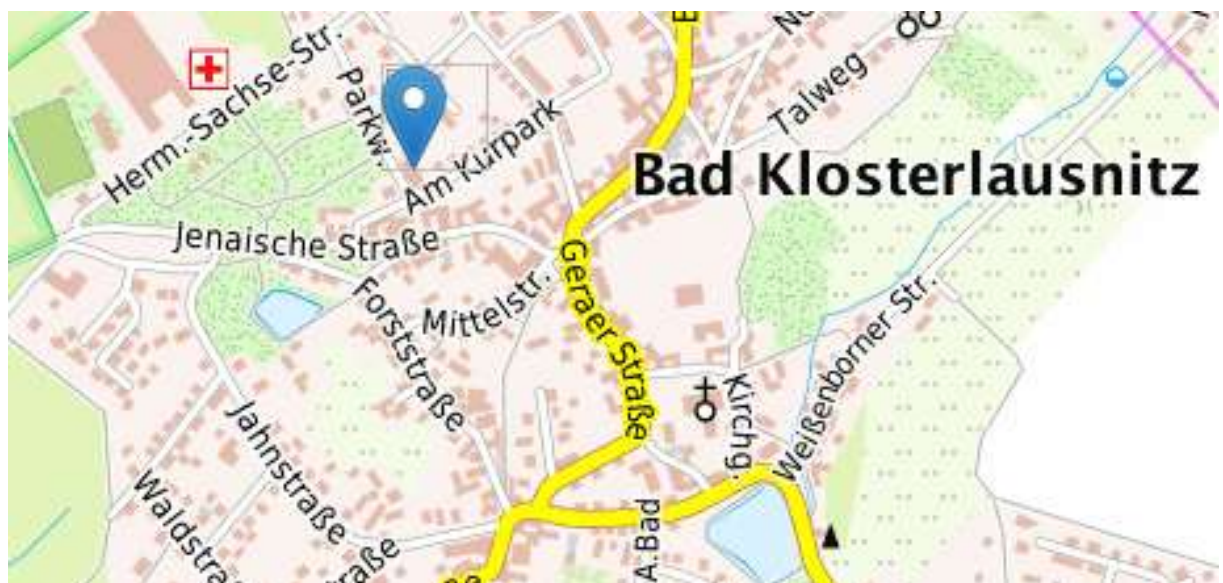 Herm.-Sachse-Str.
Parkw.
Am Kurpark
Talweg
Bad Klosterlausnitz
Jenaische Straße
Geraer Straße
Mittelstr.
Forststraße
Weißenborner Str.
Kirchg.
Jahnstraße
A.Bad